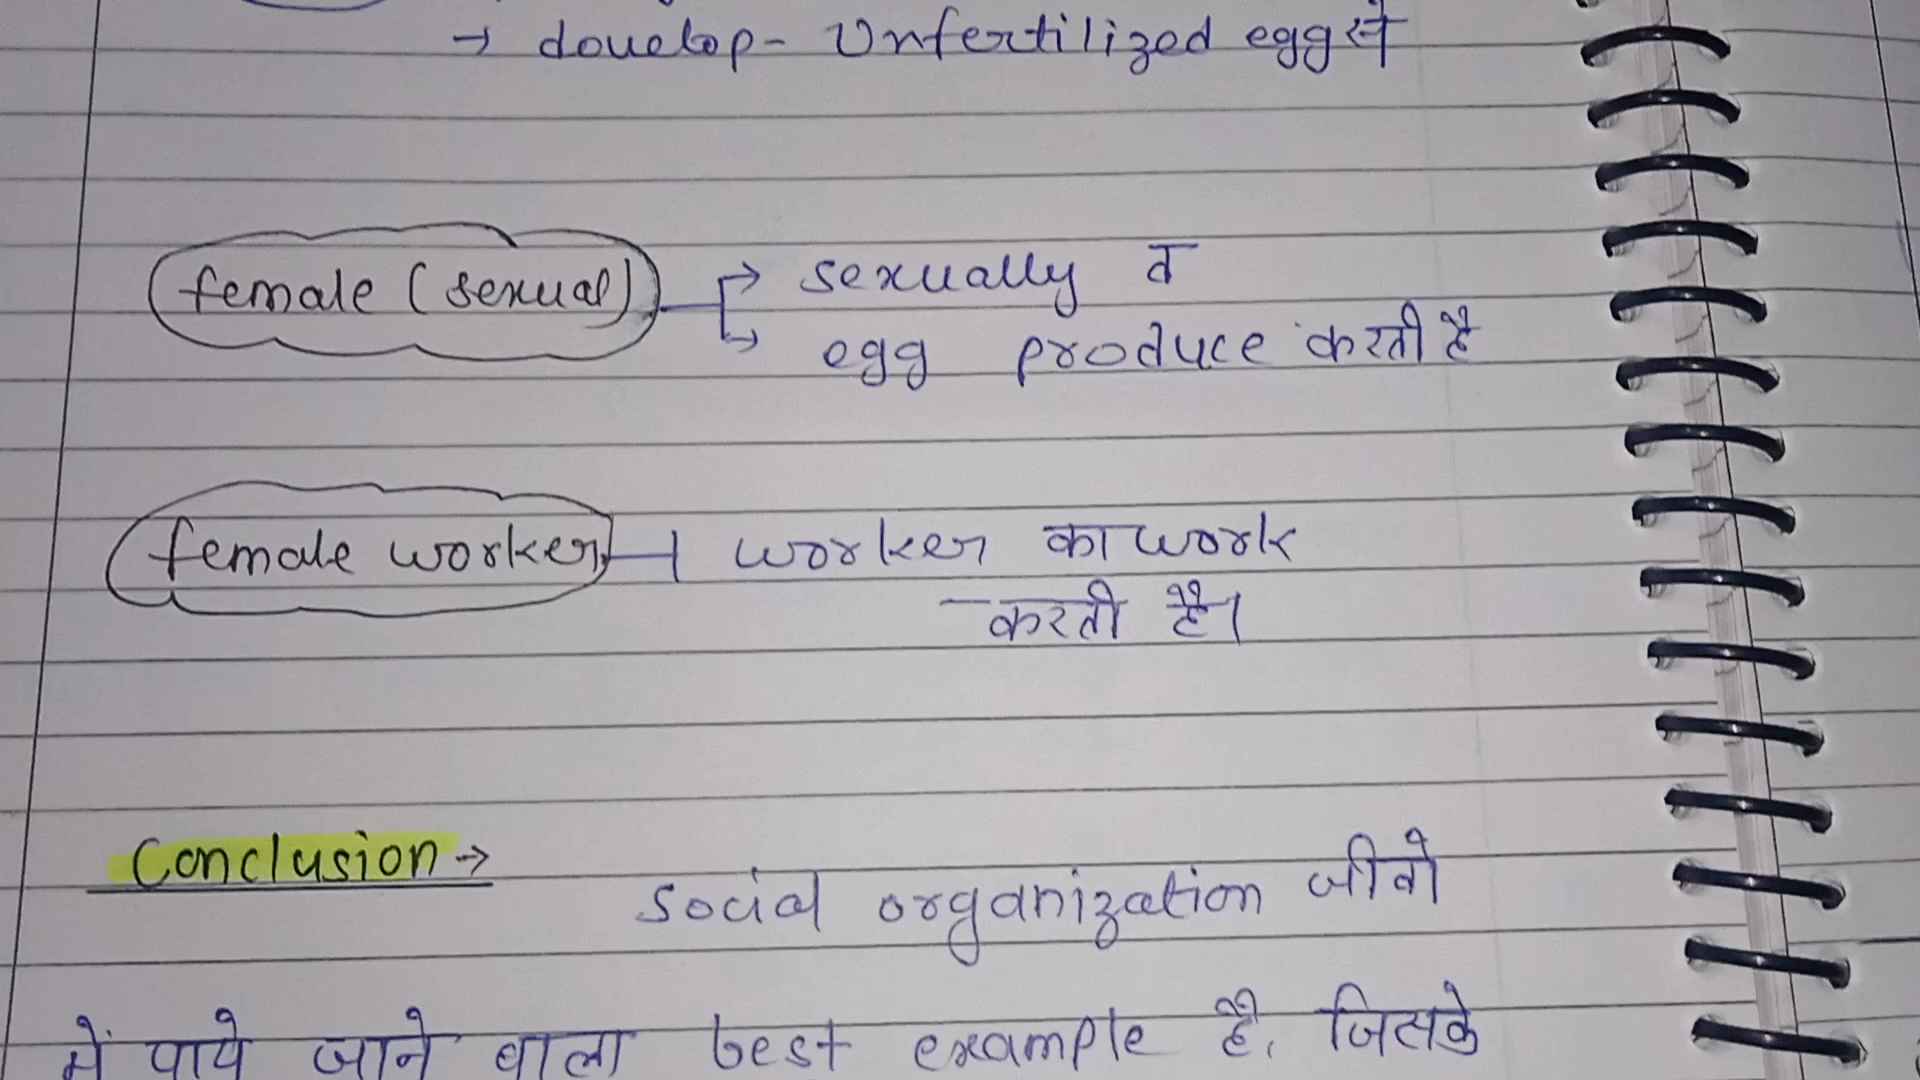 → douelop - Unfertilized egg से
female (sexual) → sexually व
→ egg produce करती है
female worker worker का work
करती है।
Conclusion →
Social organization जीवो
में पाये जाने वाला best example है, जिसके